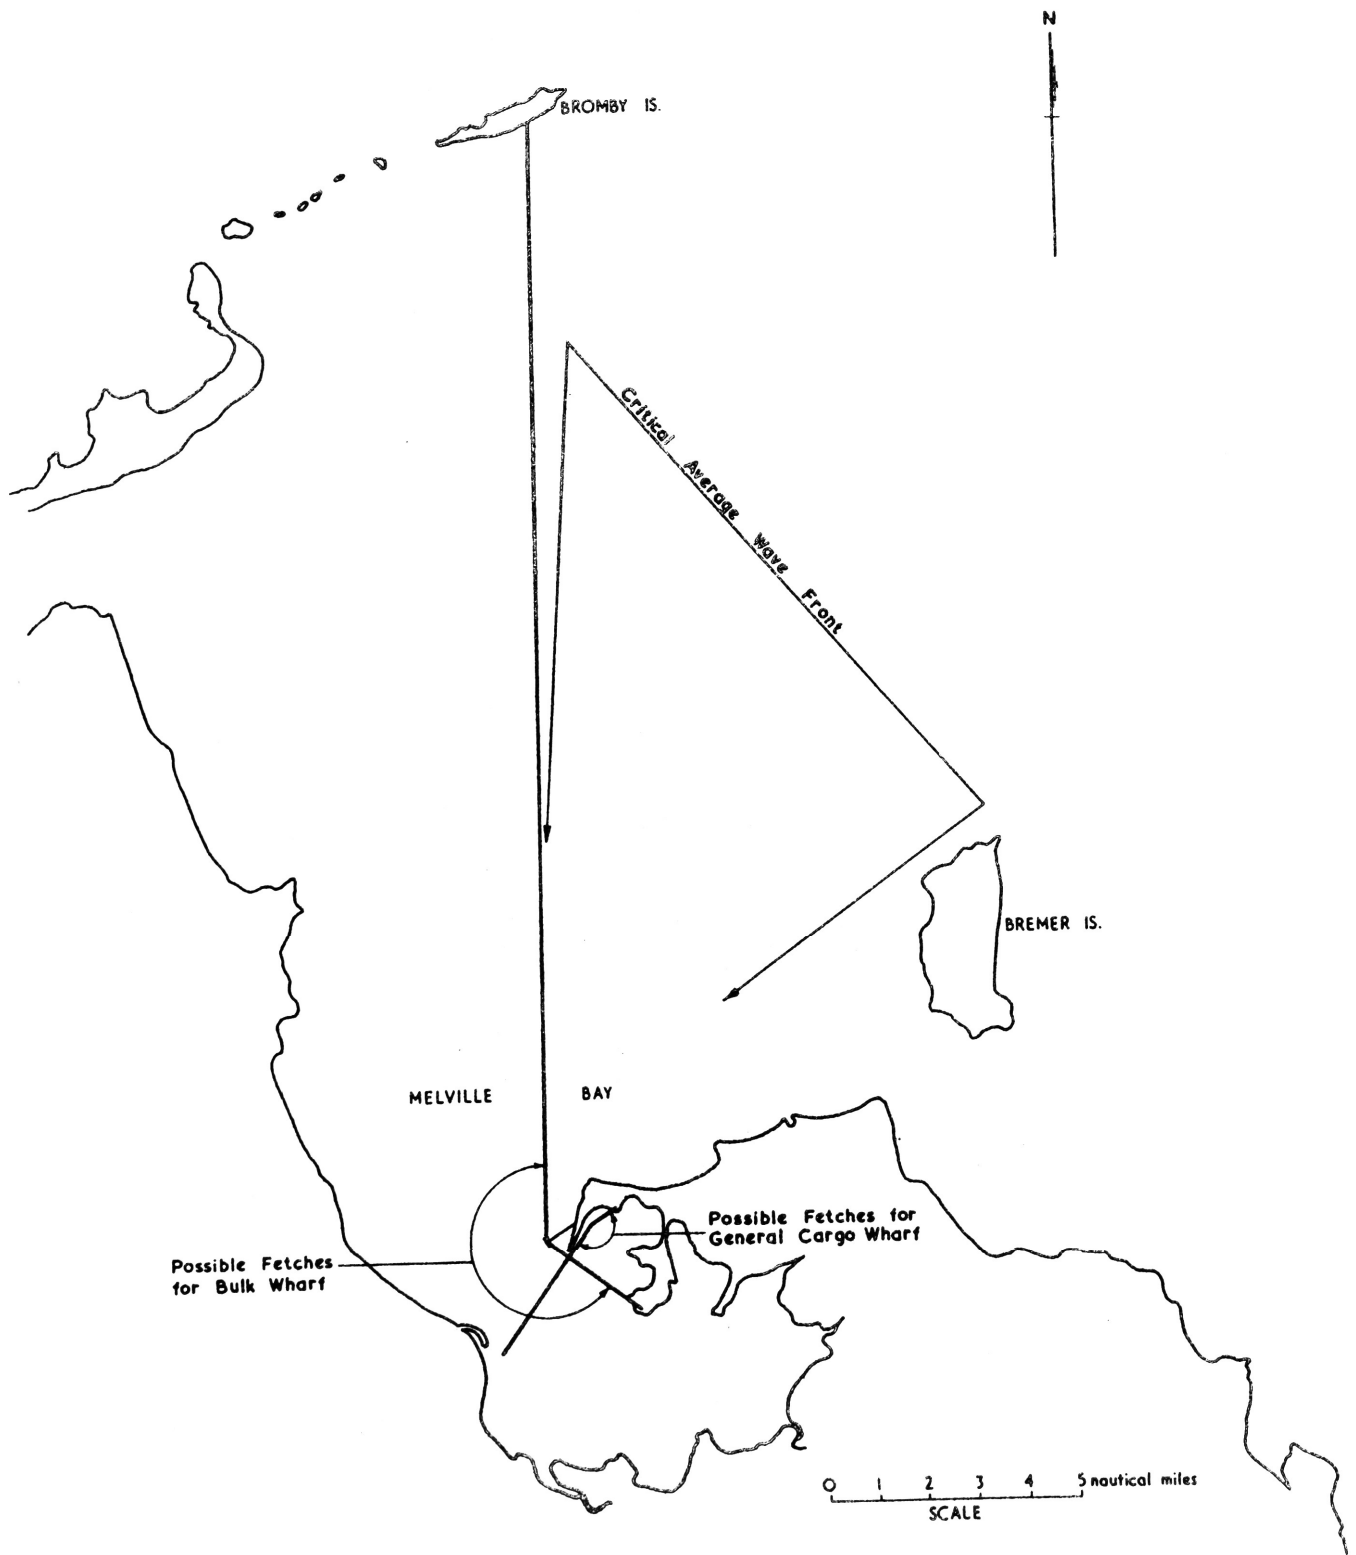 N
BROMBY IS.
Critical Average Wave Front
BREMER IS.
MELVILLE BAY
Possible Fetches for
General Cargo Wharf
Possible Fetches
for Bulk Wharf
0 1 2 3 4 5 nautical miles
SCALE